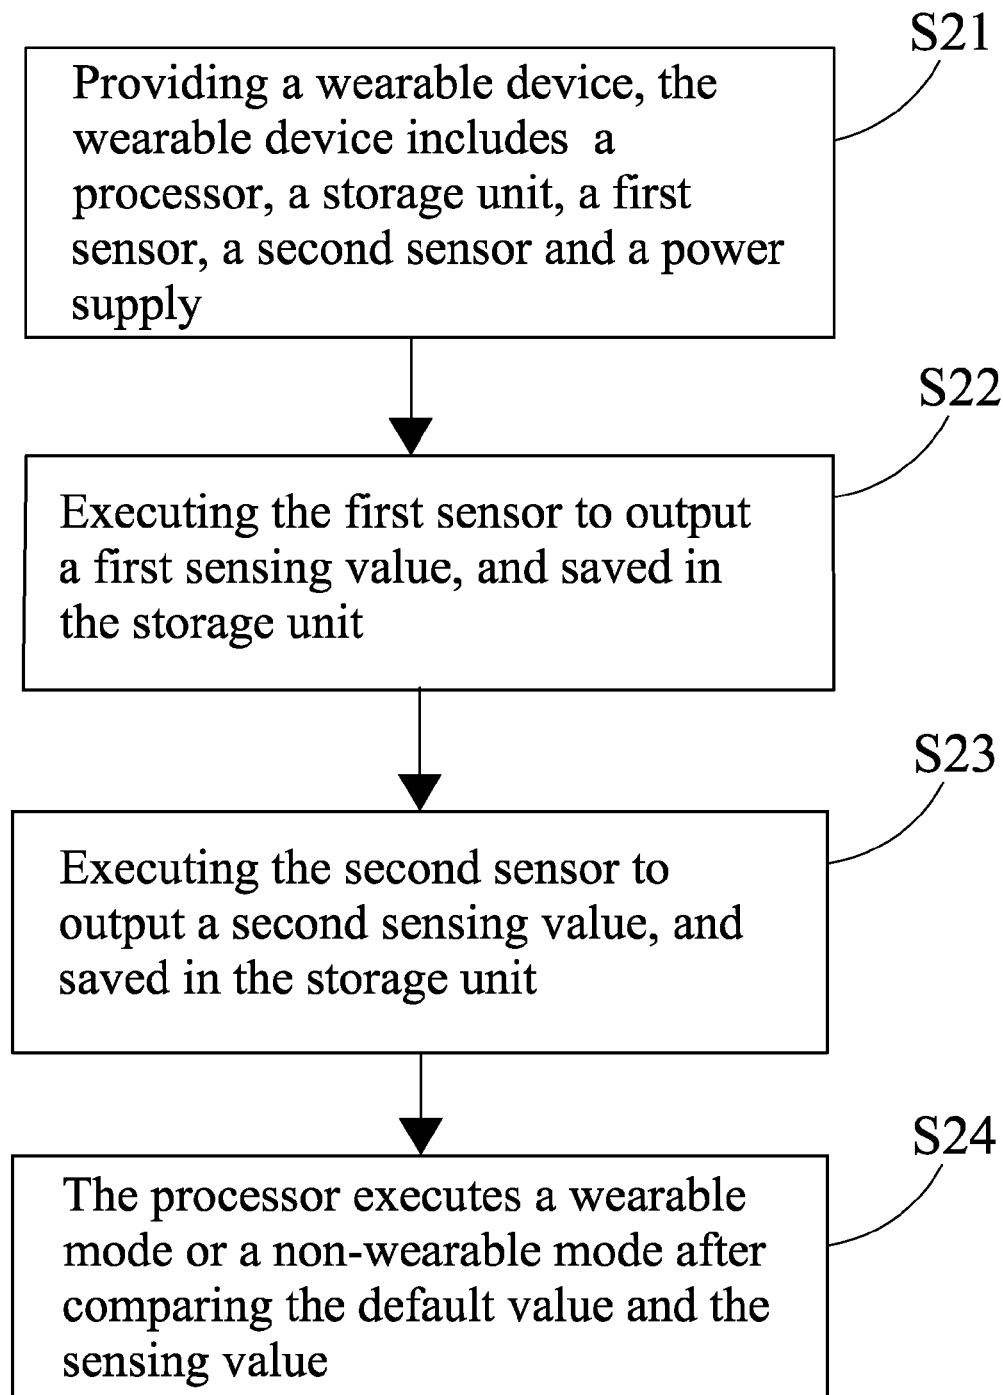 S21
Providing a wearable device, the
wearable device includes a
processor, a storage unit, a first
sensor, a second sensor and a power
supply
S22
Executing the first sensor to output
a first sensing value, and saved in
the storage unit
S23
Executing the second sensor to
output a second sensing value, and
saved in the storage unit
S24
The processor executes a wearable
mode or a non-wearable mode after
comparing the default value and the
sensing value